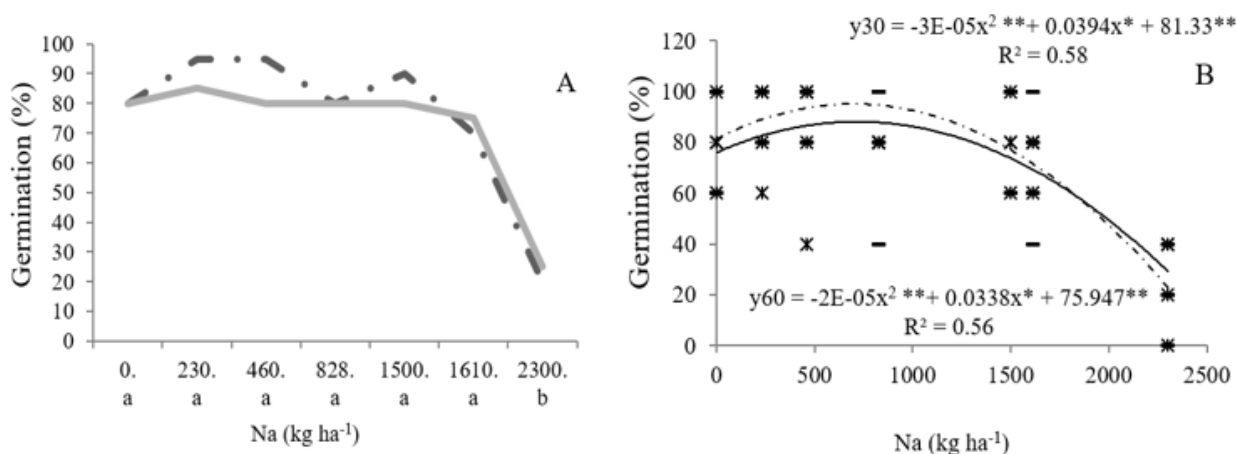 A
Germination (%)
100
90
80
70
60
50
40
30
20
10
0
0. 230. 460. 828. 1500. 1610. 2300.
a a a a a a b
Na (kg ha⁻¹)
y30 = -3E-05x² **+ 0.0394x* + 81.33**
R² = 0.58
B
Germination (%)
120
100
80
60
40
20
0
y60 = -2E-05x² **+ 0.0338x* + 75.947**
R² = 0.56
0 500 1000 1500 2000 2500
Na (kg ha⁻¹)